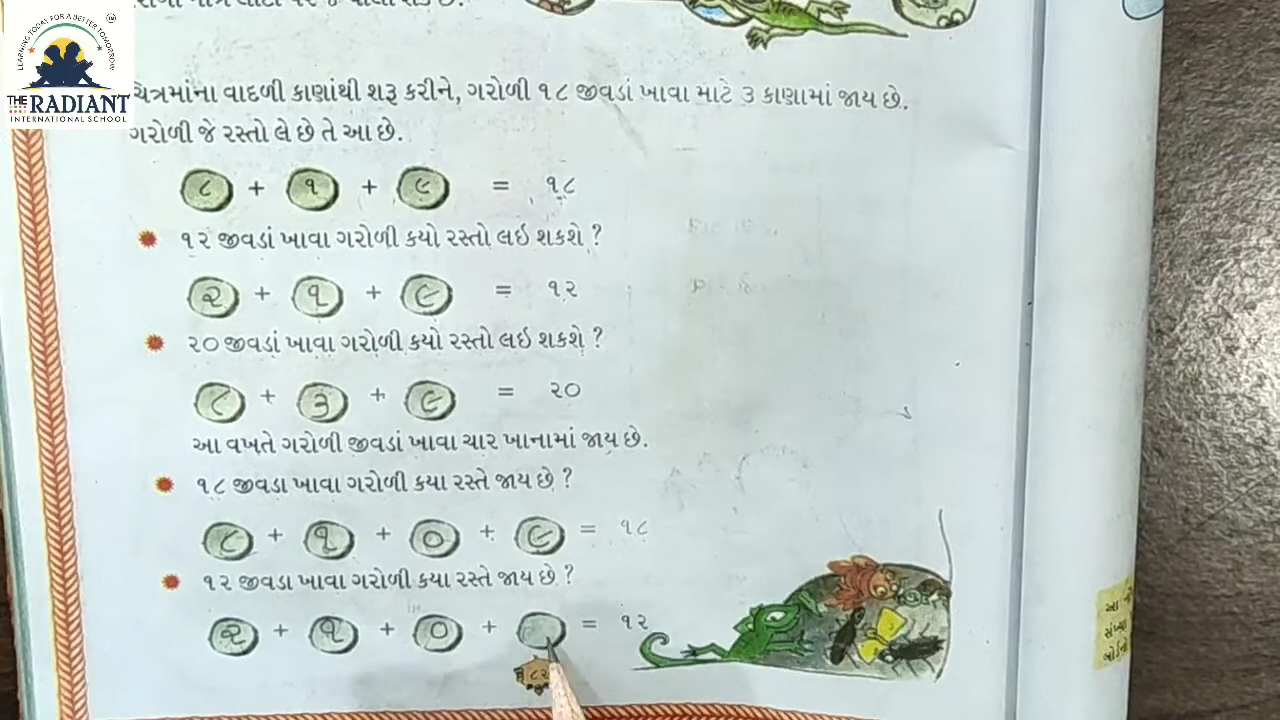 LEARNING TODAY FOR A BETTER TOMORROW
THE RADIANT
INTERNATIONAL SCHOOL
ચિત્રમાંના વાદળી કાણાંથી શરૂ કરીને, ગરોળી ૧૮ જીવડાં ખાવા માટે ૩ કાણામાં જાય છે.
ગરોળી જે રસ્તો લે છે તે આ છે.
૮ + ૧ + ૯ = ૧૮
૧૨ જીવડાં ખાવા ગરોળી કયો રસ્તો લઇ શકશે ?
૨ + ૧ + ૯ = ૧૨
૨૦ જીવડાં ખાવા ગરોળી કયો રસ્તો લઇ શકશે ?
૮ + ૩ + ૯ = ૨૦
આ વખતે ગરોળી જીવડાં ખાવા ચાર ખાનામાં જાય છે.
૧૮ જીવડા ખાવા ગરોળી કયા રસ્તે જાય છે ?
૮ + ૧ + ૦ + ૯ = ૧૮
૧૨ જીવડા ખાવા ગરોળી કયા રસ્તે જાય છે ?
૨ + ૧ + ૦ + = ૧૨
૮૨